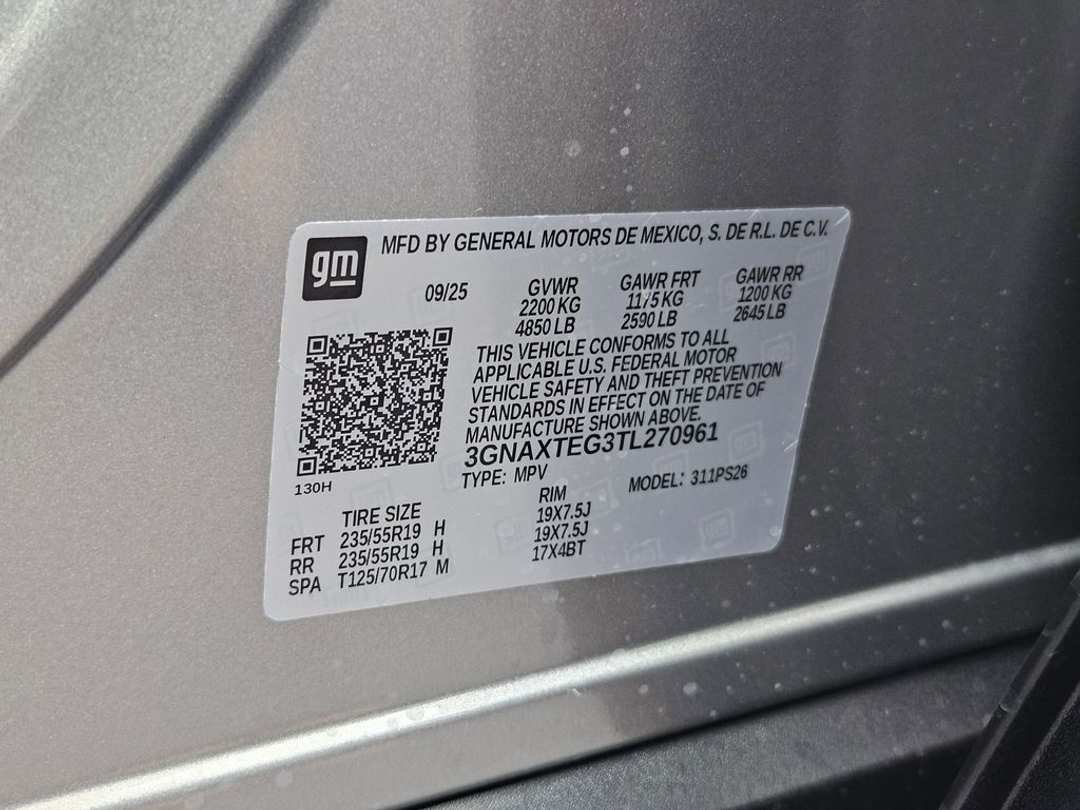 gm
MFD BY GENERAL MOTORS DE MEXICO, S. DE R.L. DE C.V.
09/25 GVWR GAWR FRT GAWR RR
2200 KG 1175 KG 1200 KG
4850 LB 2590 LB 2645 LB
THIS VEHICLE CONFORMS TO ALL
APPLICABLE U.S. FEDERAL MOTOR
VEHICLE SAFETY AND THEFT PREVENTION
STANDARDS IN EFFECT ON THE DATE OF
MANUFACTURE SHOWN ABOVE.
3GNAXTEG3TL270961
130H
TYPE: MPV MODEL: 311PS26
TIRE SIZE RIM
FRT 235/55R19 H 19X7.5J
RR 235/55R19 H 19X7.5J
SPA T125/70R17 M 17X4BT